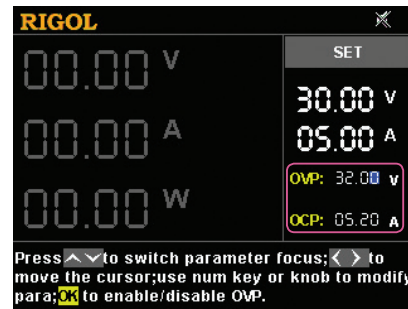 RIGOL
SET
00.00 V
30.00 V
00.00 A
05.00 A
OVP: 32.00 V
00.00 W
OCP: 05.20 A
Press to switch parameter focus; to
move the cursor;use num key or knob to modify
para;OK to enable/disable OVP.